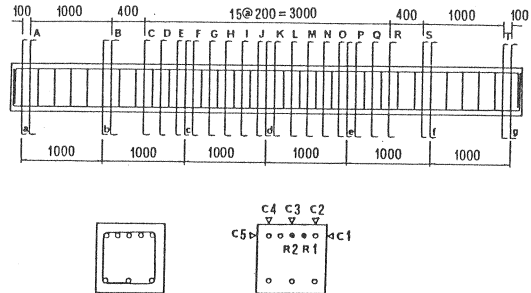 100 1000 400 15@200=3000 400 1000 100
A B C D E F G H I J K L M N O P Q R S T
a b c d e f g
1000 1000 1000 1000 1000 1000
C4 C3 C2
C5 C1
R2 R1